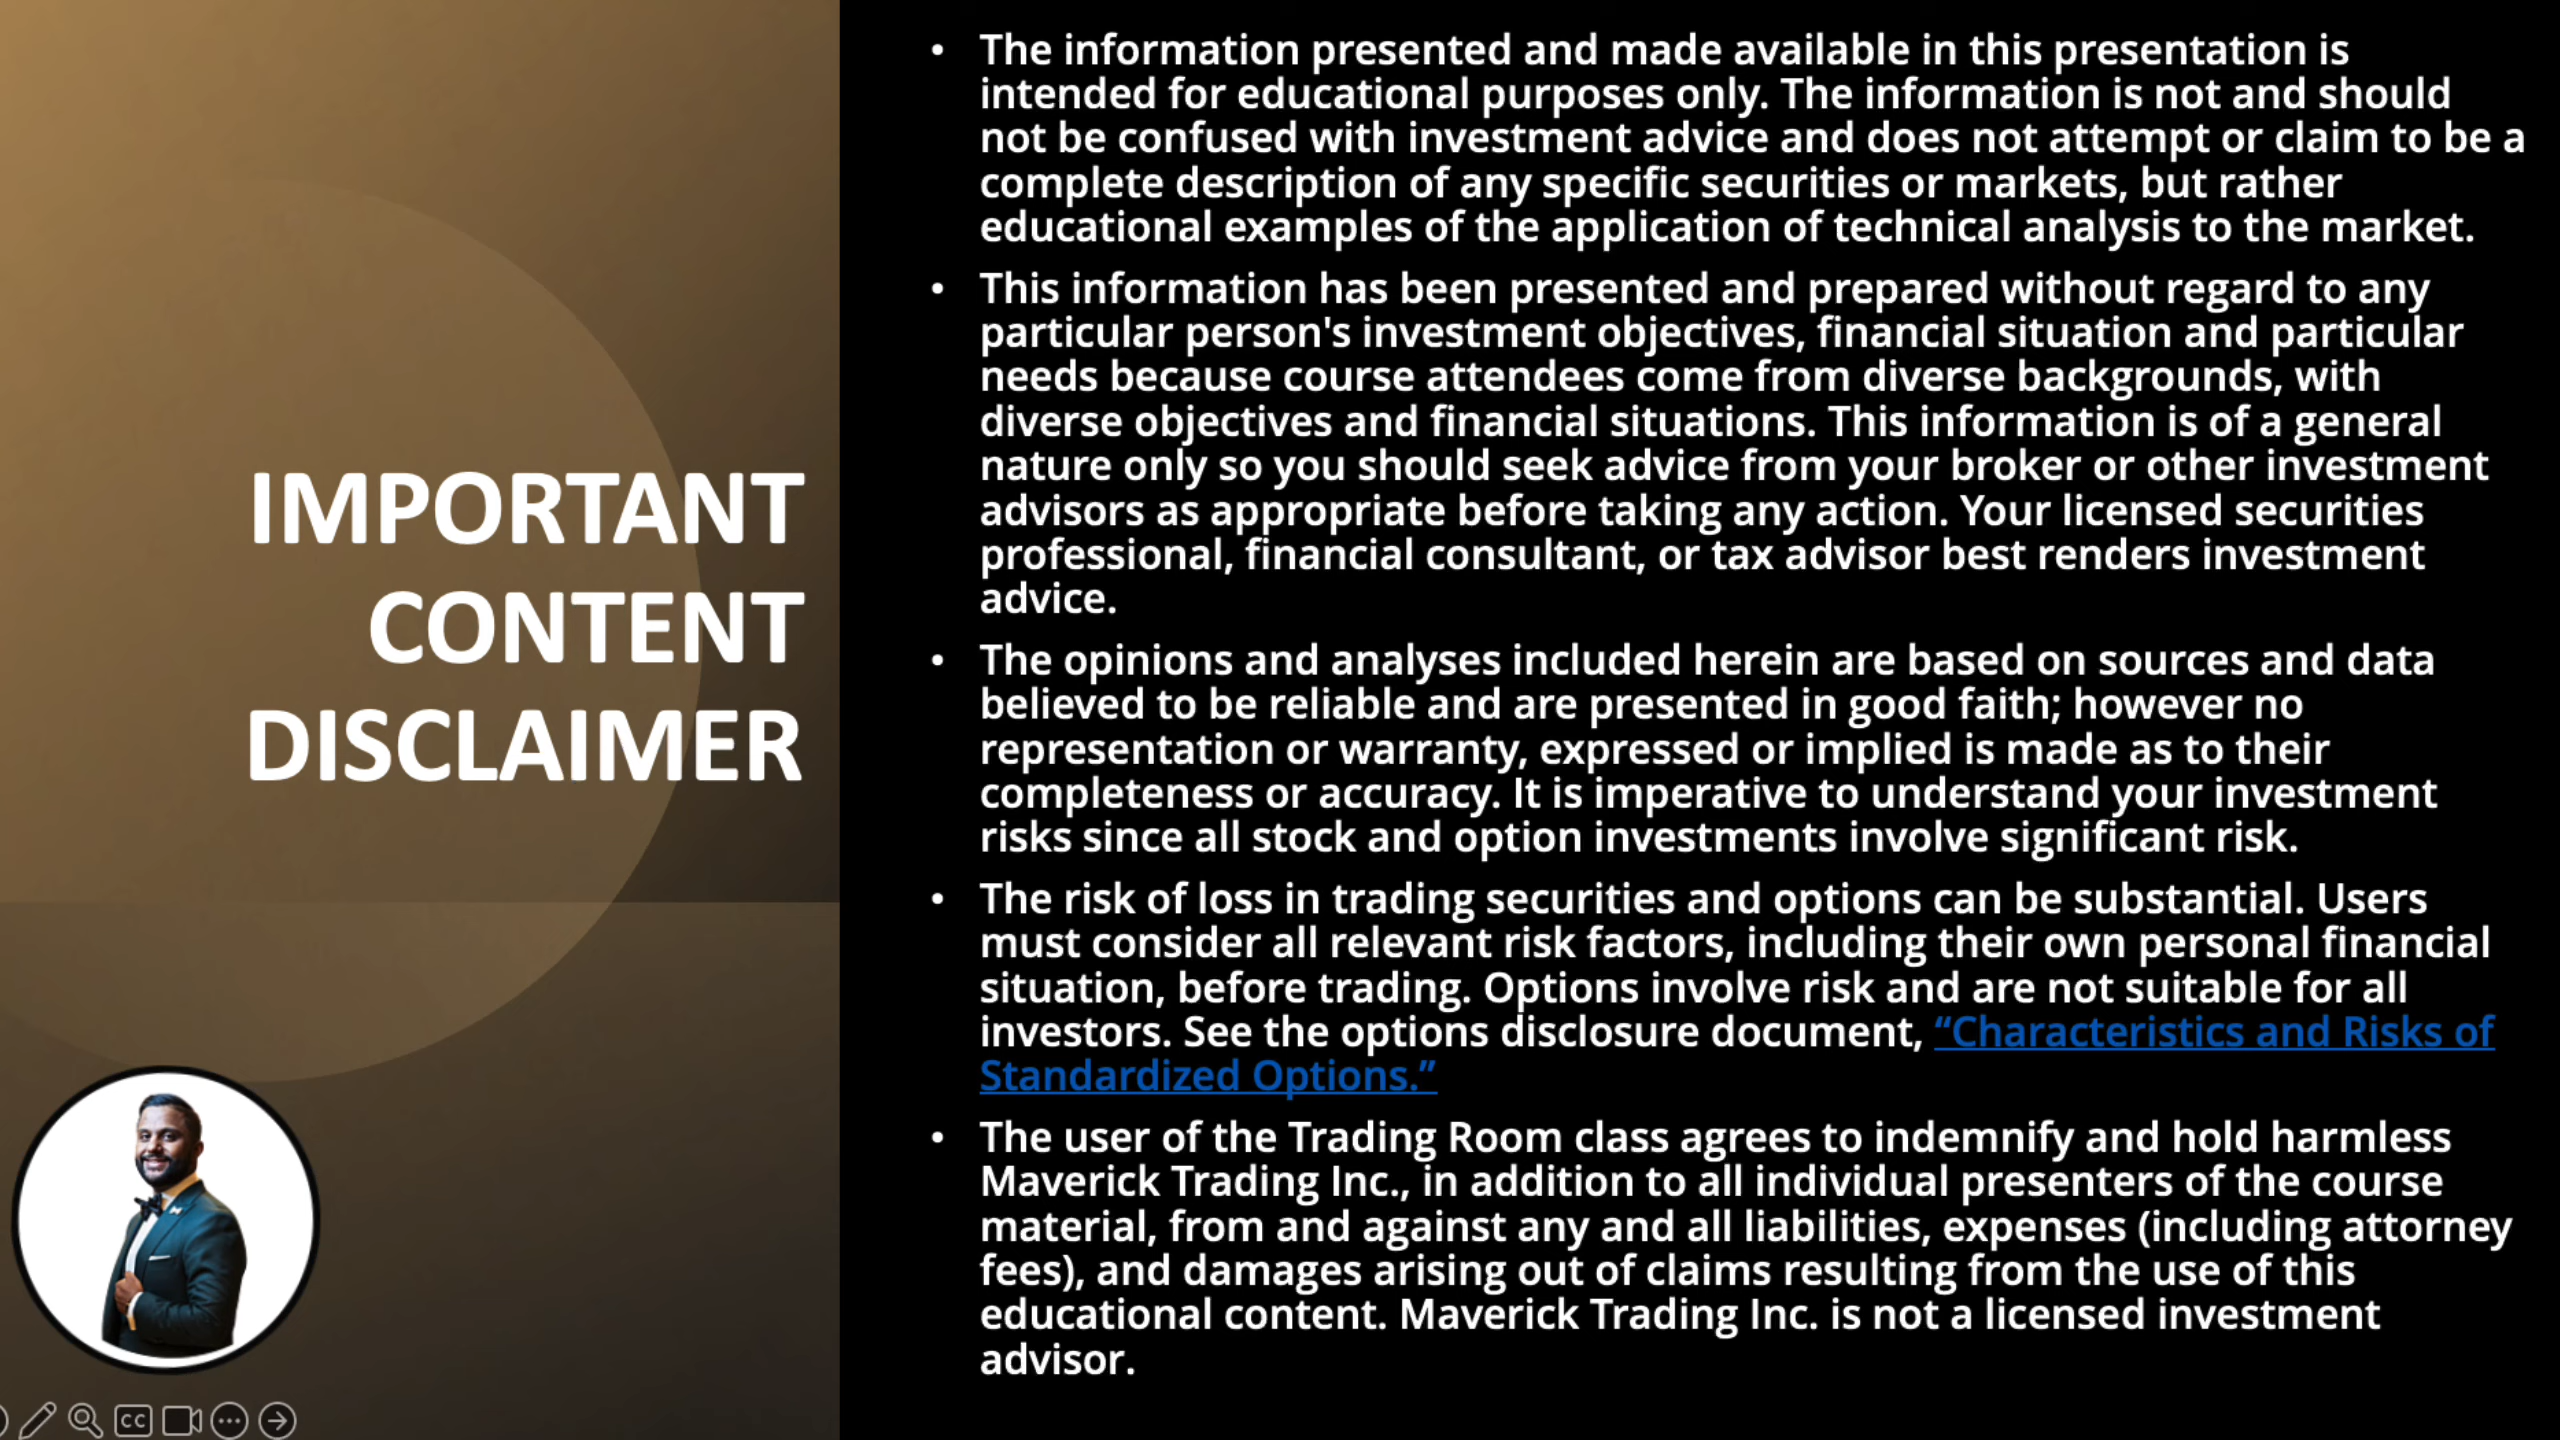 IMPORTANT
CONTENT
DISCLAIMER
• The information presented and made available in this presentation is
intended for educational purposes only. The information is not and should
not be confused with investment advice and does not attempt or claim to be a
complete description of any specific securities or markets, but rather
educational examples of the application of technical analysis to the market.
• This information has been presented and prepared without regard to any
particular person's investment objectives, financial situation and particular
needs because course attendees come from diverse backgrounds, with
diverse objectives and financial situations. This information is of a general
nature only so you should seek advice from your broker or other investment
advisors as appropriate before taking any action. Your licensed securities
professional, financial consultant, or tax advisor best renders investment
advice.
• The opinions and analyses included herein are based on sources and data
believed to be reliable and are presented in good faith; however no
representation or warranty, expressed or implied is made as to their
completeness or accuracy. It is imperative to understand your investment
risks since all stock and option investments involve significant risk.
• The risk of loss in trading securities and options can be substantial. Users
must consider all relevant risk factors, including their own personal financial
situation, before trading. Options involve risk and are not suitable for all
investors. See the options disclosure document, “Characteristics and Risks of
Standardized Options.”
• The user of the Trading Room class agrees to indemnify and hold harmless
Maverick Trading Inc., in addition to all individual presenters of the course
material, from and against any and all liabilities, expenses (including attorney
fees), and damages arising out of claims resulting from the use of this
educational content. Maverick Trading Inc. is not a licensed investment
advisor.
CC